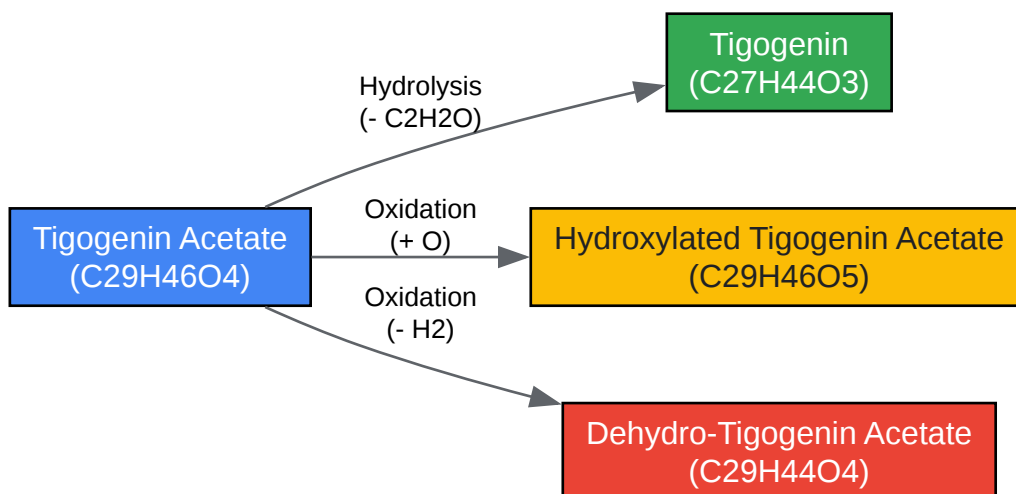 Tigogenin
(C27H44O3)
Hydrolysis
(- C2H2O)
Tigogenin Acetate
(C29H46O4)
Oxidation
(+ O)
Hydroxylated Tigogenin Acetate
(C29H46O5)
Oxidation
(- H2)
Dehydro-Tigogenin Acetate
(C29H44O4)